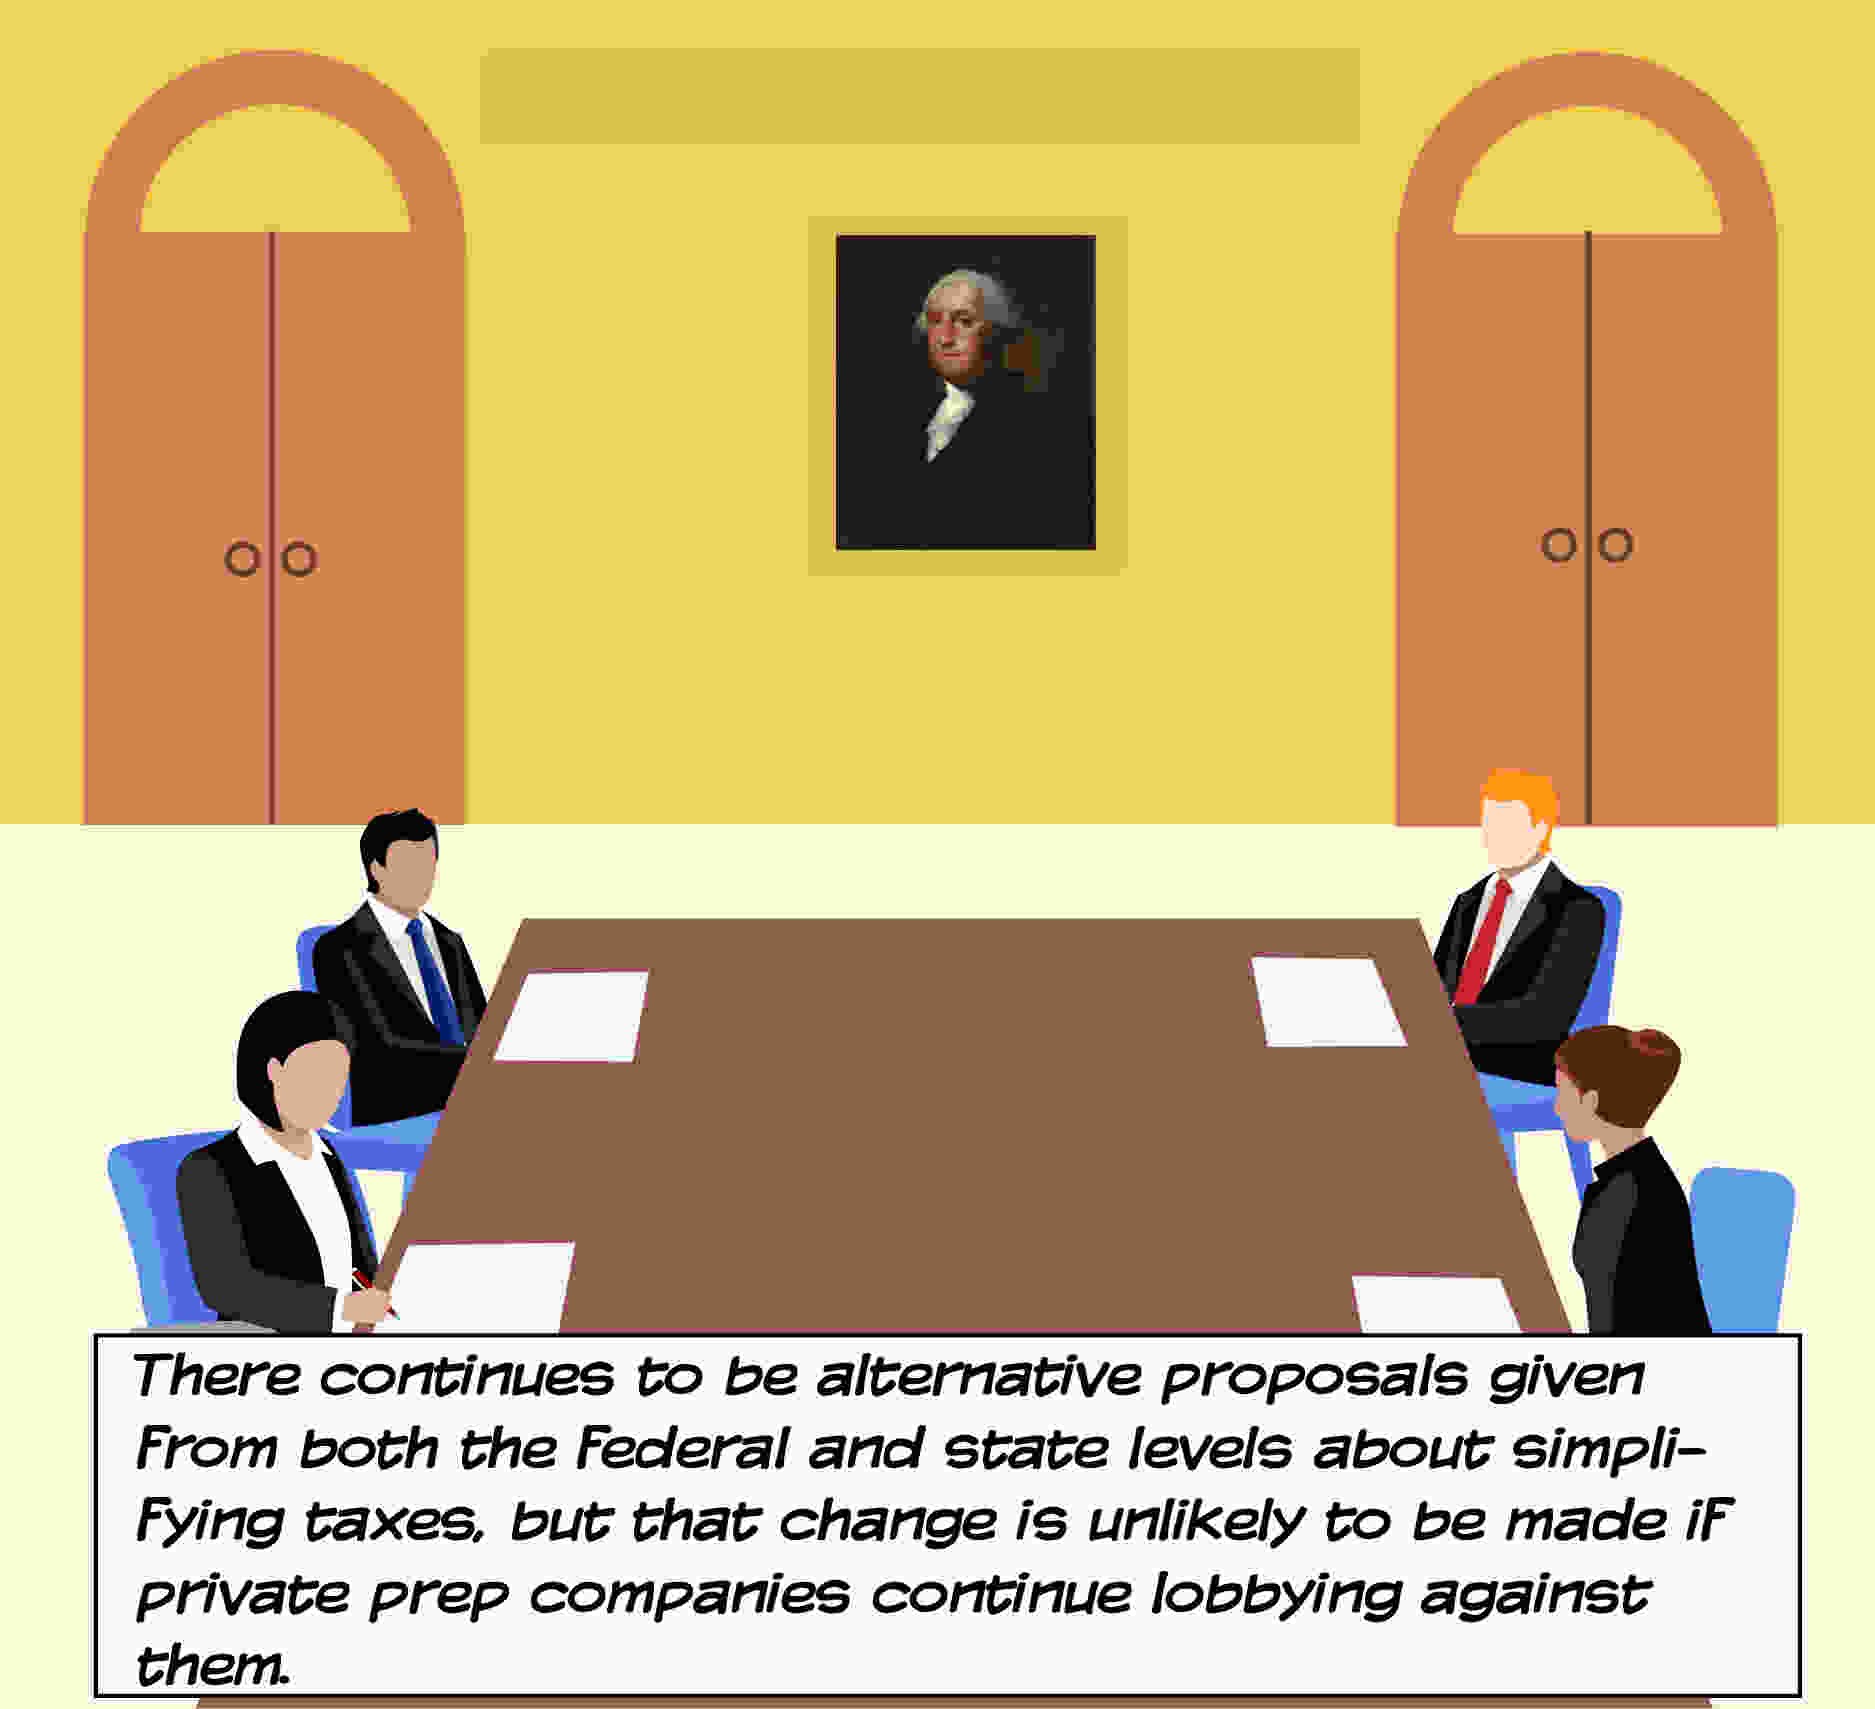 There continues to be alternative proposals given
From both the Federal and state levels about simpli-
Fying taxes, but that change is unlikely to be made iF
private prep companies continue lobbying against
them.